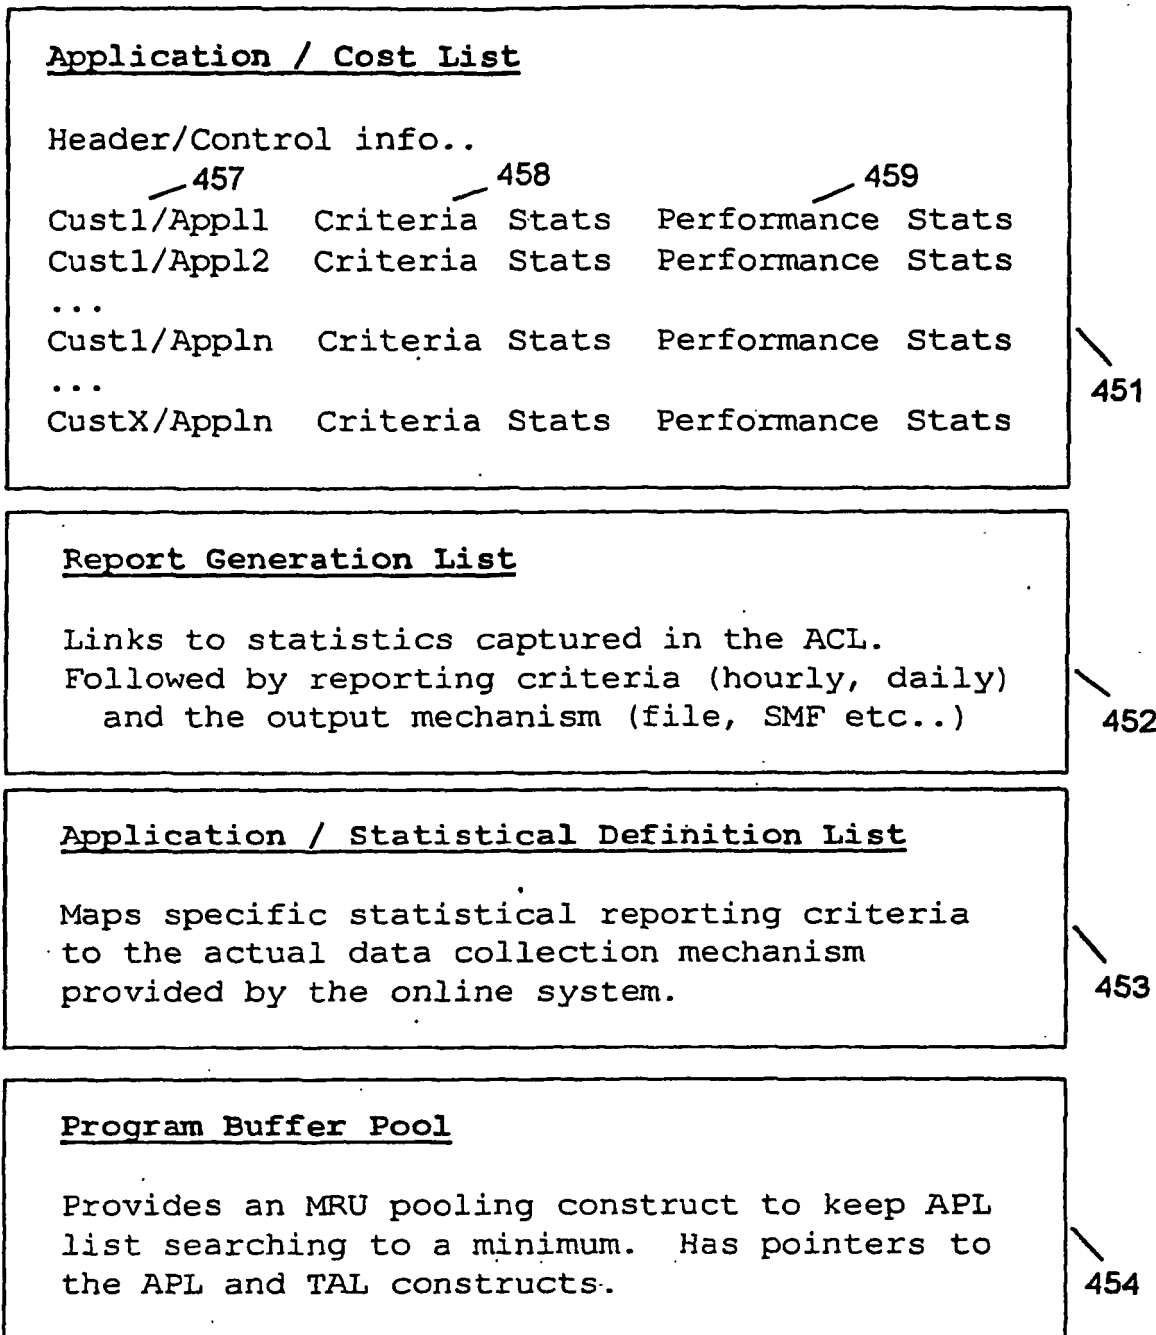 Application / Cost List
Header/Control info..
457 458 459
Cust1/Appl1 Criteria Stats Performance Stats
Cust1/Appl2 Criteria Stats Performance Stats
...
Cust1/Appln Criteria Stats Performance Stats
...
CustX/Appln Criteria Stats Performance Stats
451
Report Generation List
Links to statistics captured in the ACL.
Followed by reporting criteria (hourly, daily)
and the output mechanism (file, SMF etc..)
452
Application / Statistical Definition List
Maps specific statistical reporting criteria
to the actual data collection mechanism
provided by the online system.
453
Program Buffer Pool
Provides an MRU pooling construct to keep APL
list searching to a minimum. Has pointers to
the APL and TAL constructs.
454